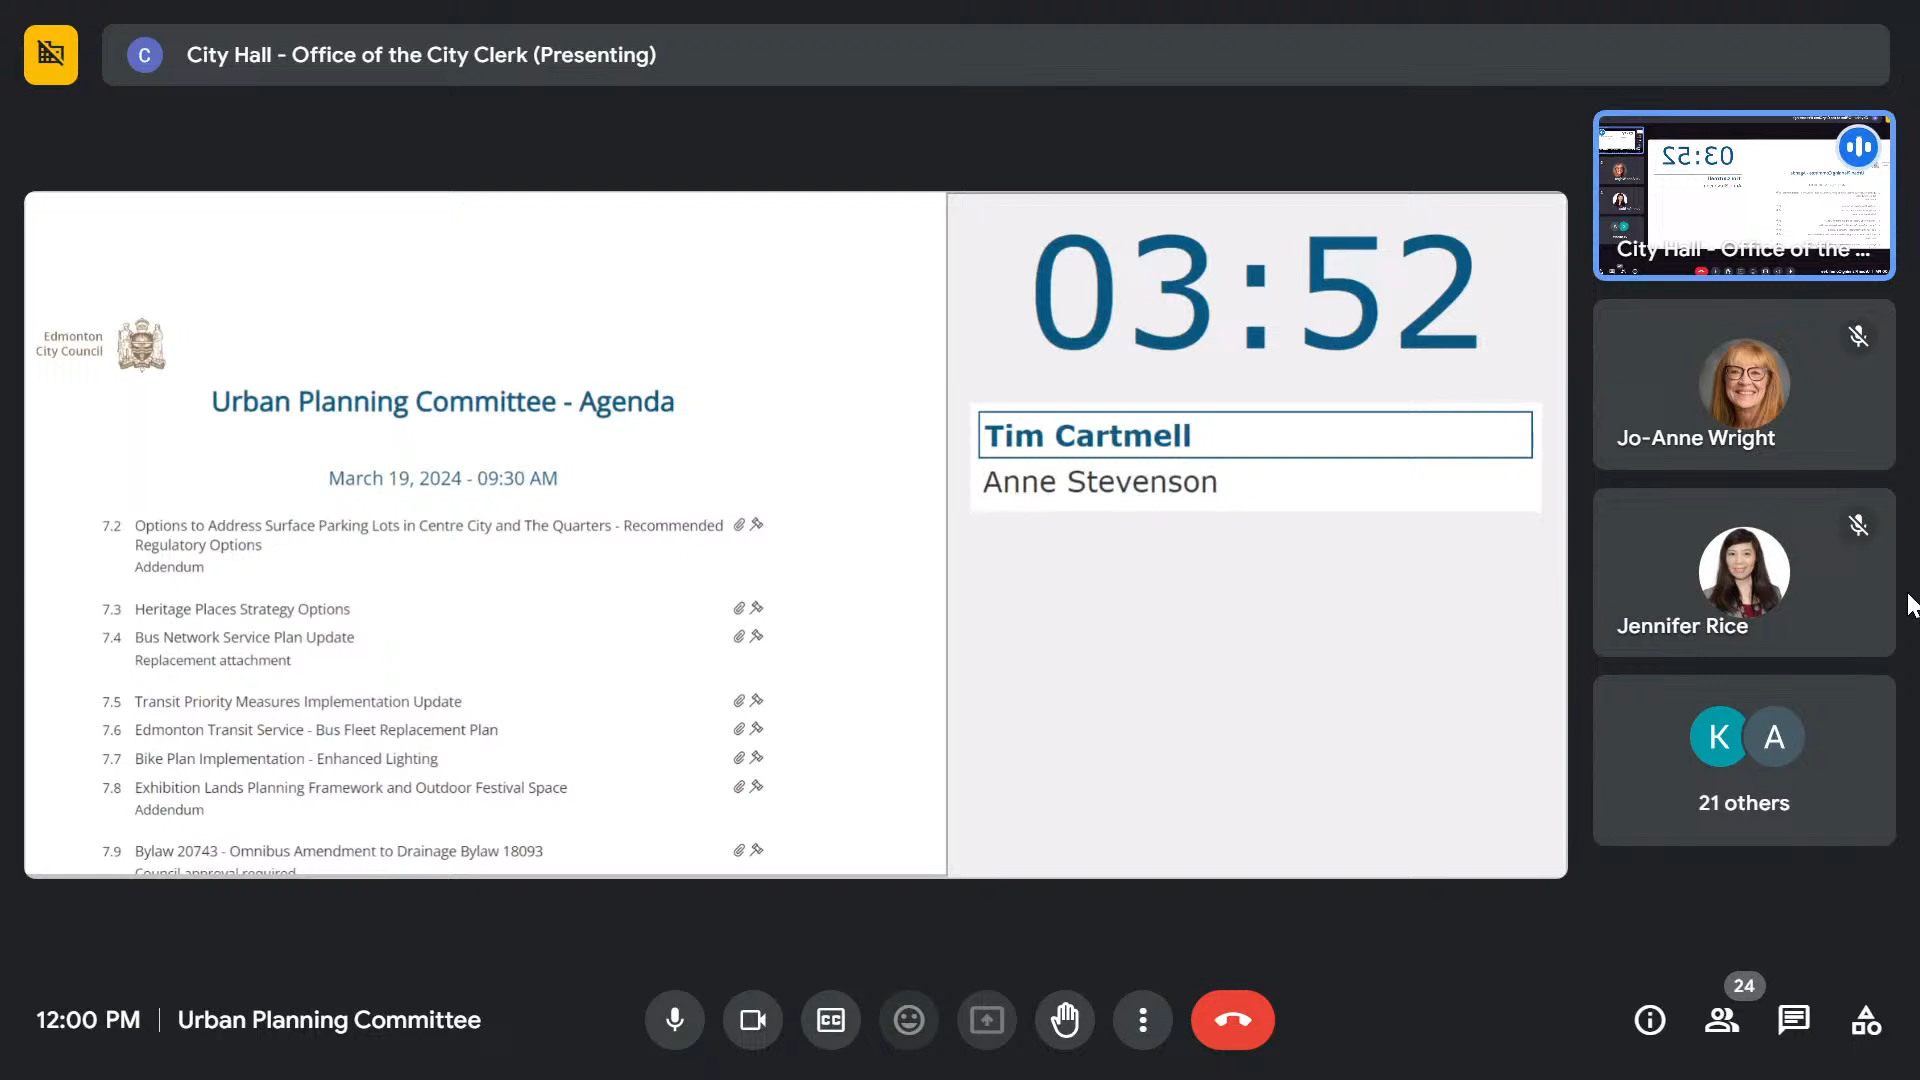 C City Hall - Office of the City Clerk (Presenting)
Edmonton
City Council
Urban Planning Committee - Agenda
March 19, 2024 - 09:30 AM
7.2 Options to Address Surface Parking Lots in Centre City and The Quarters - Recommended
Regulatory Options
Addendum
7.3 Heritage Places Strategy Options
7.4 Bus Network Service Plan Update
Replacement attachment
7.5 Transit Priority Measures Implementation Update
7.6 Edmonton Transit Service - Bus Fleet Replacement Plan
7.7 Bike Plan Implementation - Enhanced Lighting
7.8 Exhibition Lands Planning Framework and Outdoor Festival Space
Addendum
7.9 Bylaw 20743 - Omnibus Amendment to Drainage Bylaw 18093
Council approval required
03:52
Tim Cartmell
Anne Stevenson
03:52
City Hall - Office of the ...
Jo-Anne Wright
Jennifer Rice
K A
21 others
12:00 PM | Urban Planning Committee
CC
24